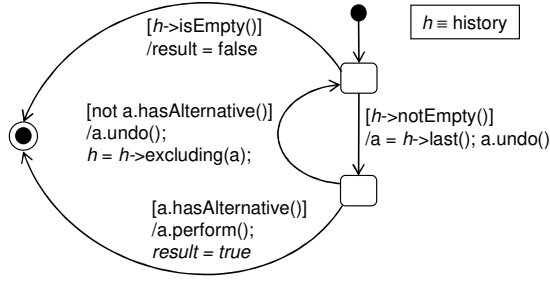 [h->isEmpty()]
/result = false
h ≡ history
[not a.hasAlternative()]
/a.undo();
h = h->excluding(a);
[h->notEmpty()]
/a = h->last(); a.undo()
[a.hasAlternative()]
/a.perform();
result = true